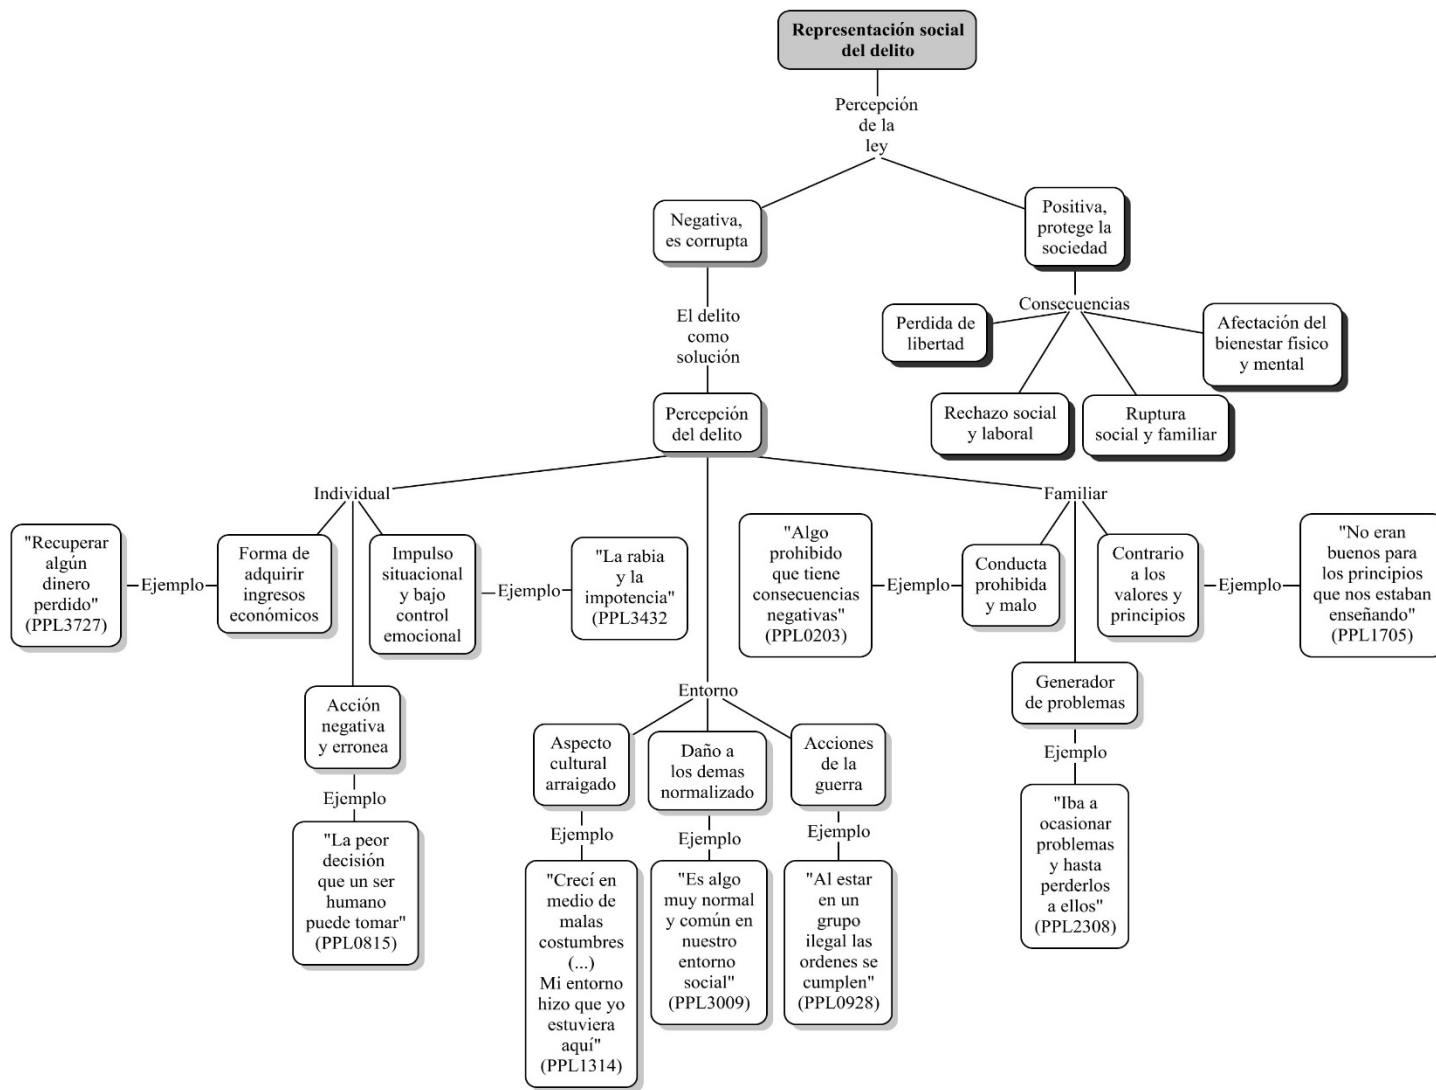 Representación social
del delito
Percepción
de la
ley
Negativa,
es corrupta
Positiva,
protege la
sociedad
El delito
como
solución
Consecuencias
Perdida de
libertad
Afectación del
bienestar fisico
y mental
Rechazo social
y laboral
Ruptura
social y familiar
Percepción
del delito
Individual
"Recuperar
algún
dinero
perdido"
(PPL3727)
Ejemplo
Forma de
adquirir
ingresos
económicos
Impulso
situacional
y bajo
control
emocional
Ejemplo
"La rabia
y la
impotencia"
(PPL3432
Acción
negativa
y erronea
Ejemplo
"La peor
decisión
que un ser
humano
puede tomar"
(PPL0815)
Entorno
Aspecto
cultural
arraigado
Ejemplo
"Crecí en
medio de
malas
costumbres
(...)
Mi entorno
hizo que yo
estuviera
aquí"
(PPL1314)
Daño a
los demas
normalizado
Ejemplo
"Es algo
muy normal
y común en
nuestro
entorno
social"
(PPL3009)
Acciones
de la
guerra
Ejemplo
"Al estar
en un
grupo
ilegal las
ordenes se
cumplen"
(PPL0928)
Familiar
"Algo
prohibido
que tiene
consecuencias
negativas"
(PPL0203)
Ejemplo
Conducta
prohibida
y malo
Contrario
a los
valores y
principios
Ejemplo
"No eran
buenos para
los principios
que nos estaban
enseñando"
(PPL1705)
Generador
de problemas
Ejemplo
"Iba a
ocasionar
problemas
y hasta
perderlos
a ellos"
(PPL2308)